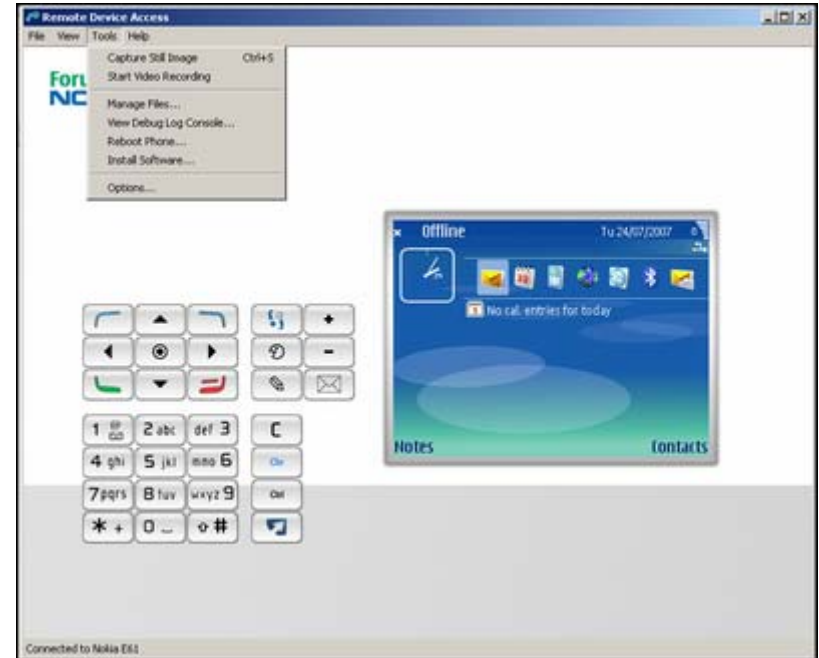 Remote Device Access
File View Tools Help
Capture Still Image Ctrl+S
Start Video Recording
Manage Files...
View Debug Log Console...
Reboot Phone...
Install Software...
Options...
Foru
NC
Offline Tu 24/07/2007
No cal. entries for today
Notes Contacts
+
-
1
2 abc
def 3
C
4 ghi
5 jkl
mno 6
Chr
7pqrs
8 tuv
wxyz 9
Ctrl
* +
0 _
#
Connected to Nokia E61